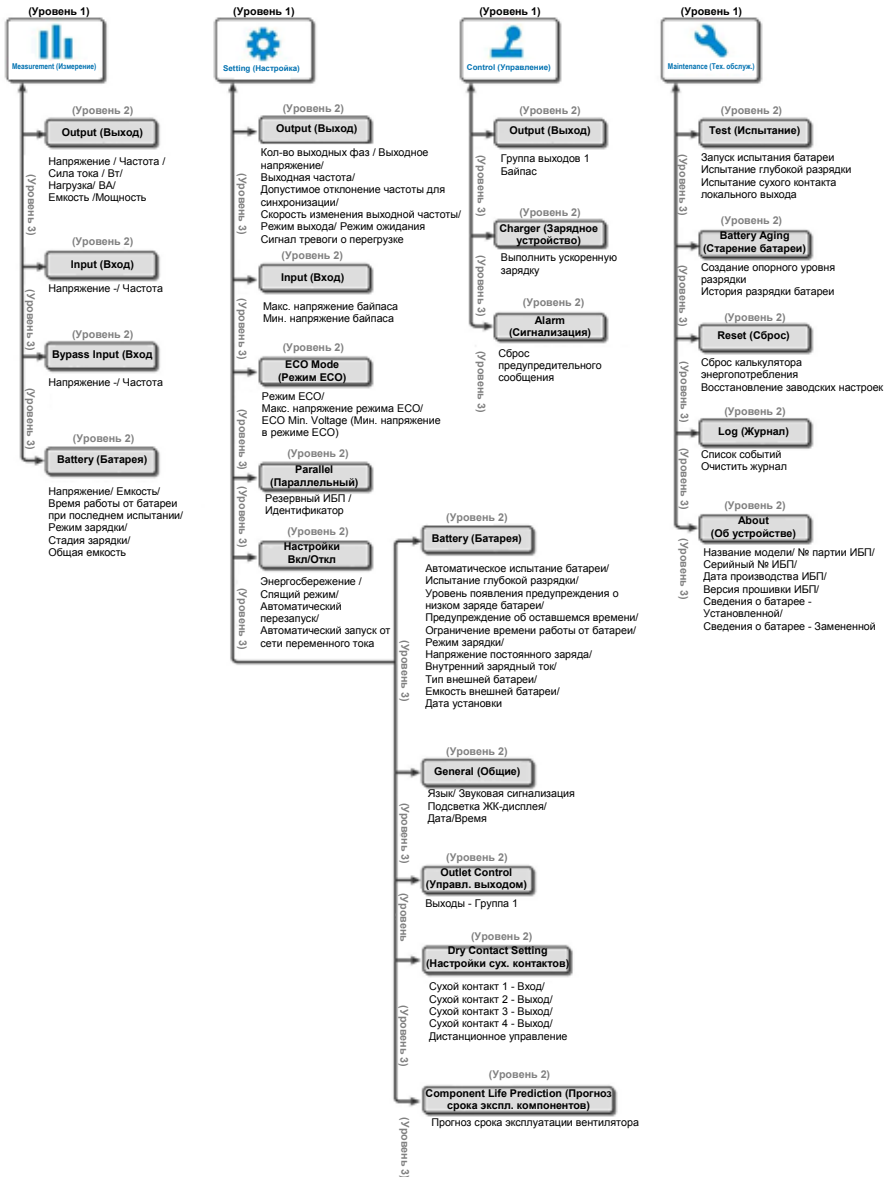 (Уровень 1)
Measurement (Измерение)
(Уровень 2)
Output (Выход)
Напряжение / Частота /
Сила тока / Вт/
Нагрузка/ ВА/
Емкость /Мощность
(Уровень 3)
(Уровень 2)
Input (Вход)
Напряжение -/ Частота
(Уровень 3)
(Уровень 2)
Bypass Input (Вход
Напряжение -/ Частота
(Уровень 3)
(Уровень 2)
Battery (Батарея)
Напряжение/ Емкость/
Время работы от батареи
при последнем испытании/
Режим зарядки/
Стадия зарядки/
Общая емкость
(Уровень 1)
Setting (Настройка)
(Уровень 2)
Output (Выход)
Кол-во выходных фаз / Выходное
напряжение/
Выходная частота/
Допустимое отклонение частоты для
синхронизации/
Скорость изменения выходной частоты/
Режим выхода/ Режим ожидания
Сигнал тревоги о перегрузке
(Уровень 3)
(Уровень 2)
Input (Вход)
Макс. напряжение байпаса
Мин. напряжение байпаса
(Уровень 3)
(Уровень 2)
ECO Mode
(Режим ECO)
Режим ECO/
Макс. напряжение режима ECO/
ECO Min. Voltage (Мин. напряжение
в режиме ECO)
(Уровень 3)
(Уровень 2)
Parallel
(Параллельный)
Резервный ИБП /
Идентификатор
(Уровень 3)
(Уровень 2)
Настройки
Вкл/Откл
Энергосбережение /
Спящий режим/
Автоматический
перезапуск/
Автоматический запуск от
сети переменного тока
(Уровень 3)
(Уровень 2)
Battery (Батарея)
Автоматическое испытание батареи/
Испытание глубокой разрядки/
Уровень появления предупреждения о
низком заряде батареи/
Предупреждение об оставшемся времени/
Ограничение времени работы от батареи/
Режим зарядки/
Напряжение постоянного заряда/
Внутренний зарядный ток/
Тип внешней батареи/
Емкость внешней батареи/
Дата установки
(Уровень 3)
(Уровень 2)
General (Общие)
Язык/ Звуковая сигнализация
Подсветка ЖК-дисплея/
Дата/Время
(Уровень 3)
(Уровень 2)
Outlet Control
(Управл. выходом)
Выходы - Группа 1
(Уровень
(Уровень 2)
Dry Contact Setting
(Настройки сух. контактов)
Сухой контакт 1 - Вход/
Сухой контакт 2 - Выход/
Сухой контакт 3 - Выход/
Сухой контакт 4 - Выход/
Дистанционное управление
(Уровень 3)
(Уровень 2)
Component Life Prediction (Прогноз
срока экспл. компонентов)
Прогноз срока эксплуатации вентилятора
(Уровень 3)
(Уровень 1)
Control (Управление)
(Уровень 2)
Output (Выход)
Группа выходов 1
Байпас
(Уровень 3)
(Уровень 2)
Charger (Зарядное
устройство)
Выполнить ускоренную
зарядку
(Уровень 3)
(Уровень 2)
Alarm
(Сигнализация)
Сброс
предупредительного
сообщения
(Уровень 3)
(Уровень 1)
Maintenance (Тех. обслуж.)
(Уровень 2)
Test (Испытание)
Запуск испытания батареи
Испытание глубокой разрядки
Испытание сухого контакта
локального выхода
(Уровень 3)
(Уровень 2)
Battery Aging
(Старение батареи)
Создание опорного уровня
разрядки
История разрядки батареи
(Уровень 3)
(Уровень 2)
Reset (Сброс)
Сброс калькулятора
энергопотребления
Восстановление заводских настроек
(Уровень 3)
(Уровень 2)
Log (Журнал)
Список событий
Очистить журнал
(Уровень 3)
(Уровень 2)
About
(Об устройстве)
Название модели/ № партии ИБП/
Серийный № ИБП/
Дата производства ИБП/
Версия прошивки ИБП/
Сведения о батарее -
Установленной/
Сведения о батарее - Замененной
(Уровень 3)